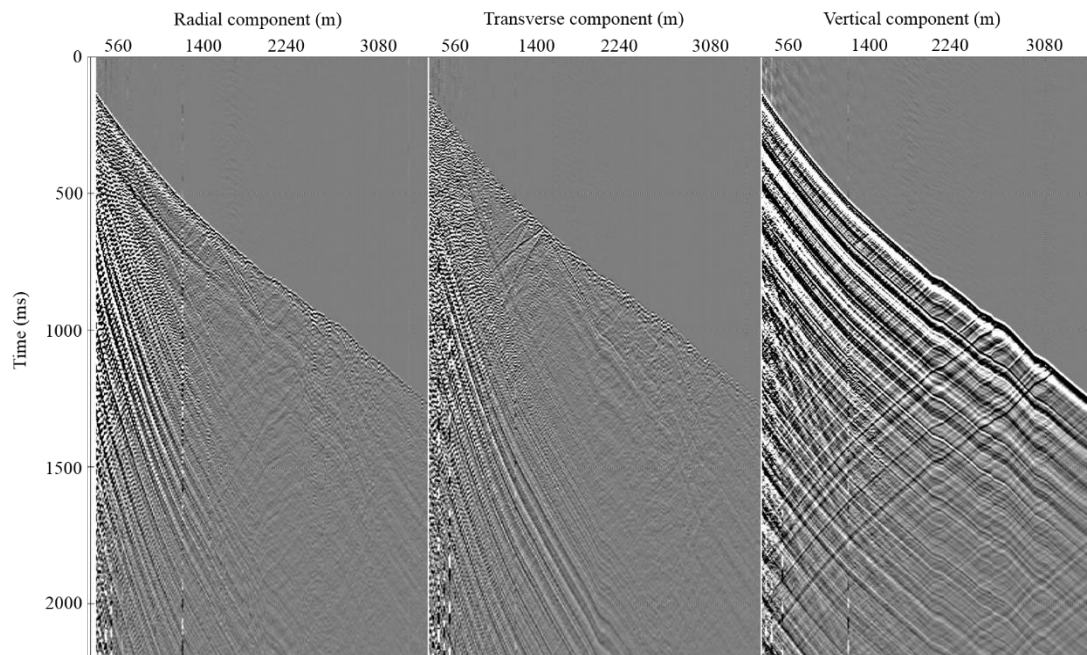 Radial component (m) Transverse component (m) Vertical component (m)
560 1400 2240 3080 560 1400 2240 3080 560 1400 2240 3080
0
500
1000
1500
2000
Time (ms)